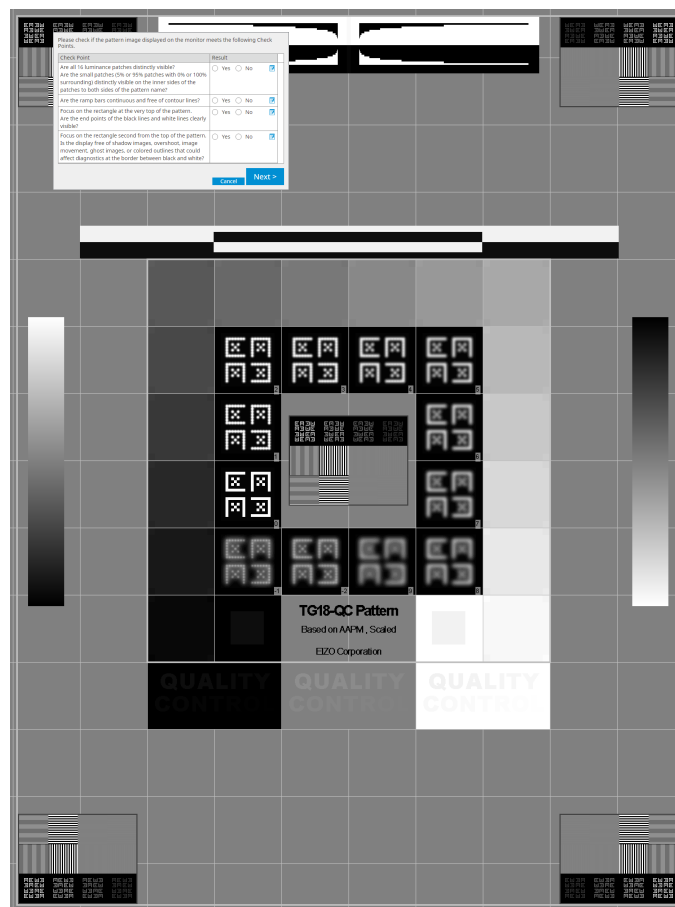 Please check if the pattern image displayed on the monitor meets the following Check
Points.
Check Point Result
Are all 16 luminance patches distinctly visible?
Are the small patches (5% or 95% patches with 0% or 100%
surrounding) distinctly visible on the inner sides of the
patches to both sides of the pattern name?
Yes No
Are the ramp bars continuous and free of contour lines?
Yes No
Focus on the rectangle at the very top of the pattern.
Are the end points of the black lines and white lines clearly
visible?
Yes No
Focus on the rectangle second from the top of the pattern.
Is the display free of shadow images, overshoot, image
movement, ghost images, or colored outlines that could
affect diagnostics at the border between black and white?
Yes No
Cancel Next >
TG18-QC Pattern
Based on AAPM , Scaled
EIZO Corporation
QUALITY QUALITY QUALITY
CONTROL CONTROL CONTROL